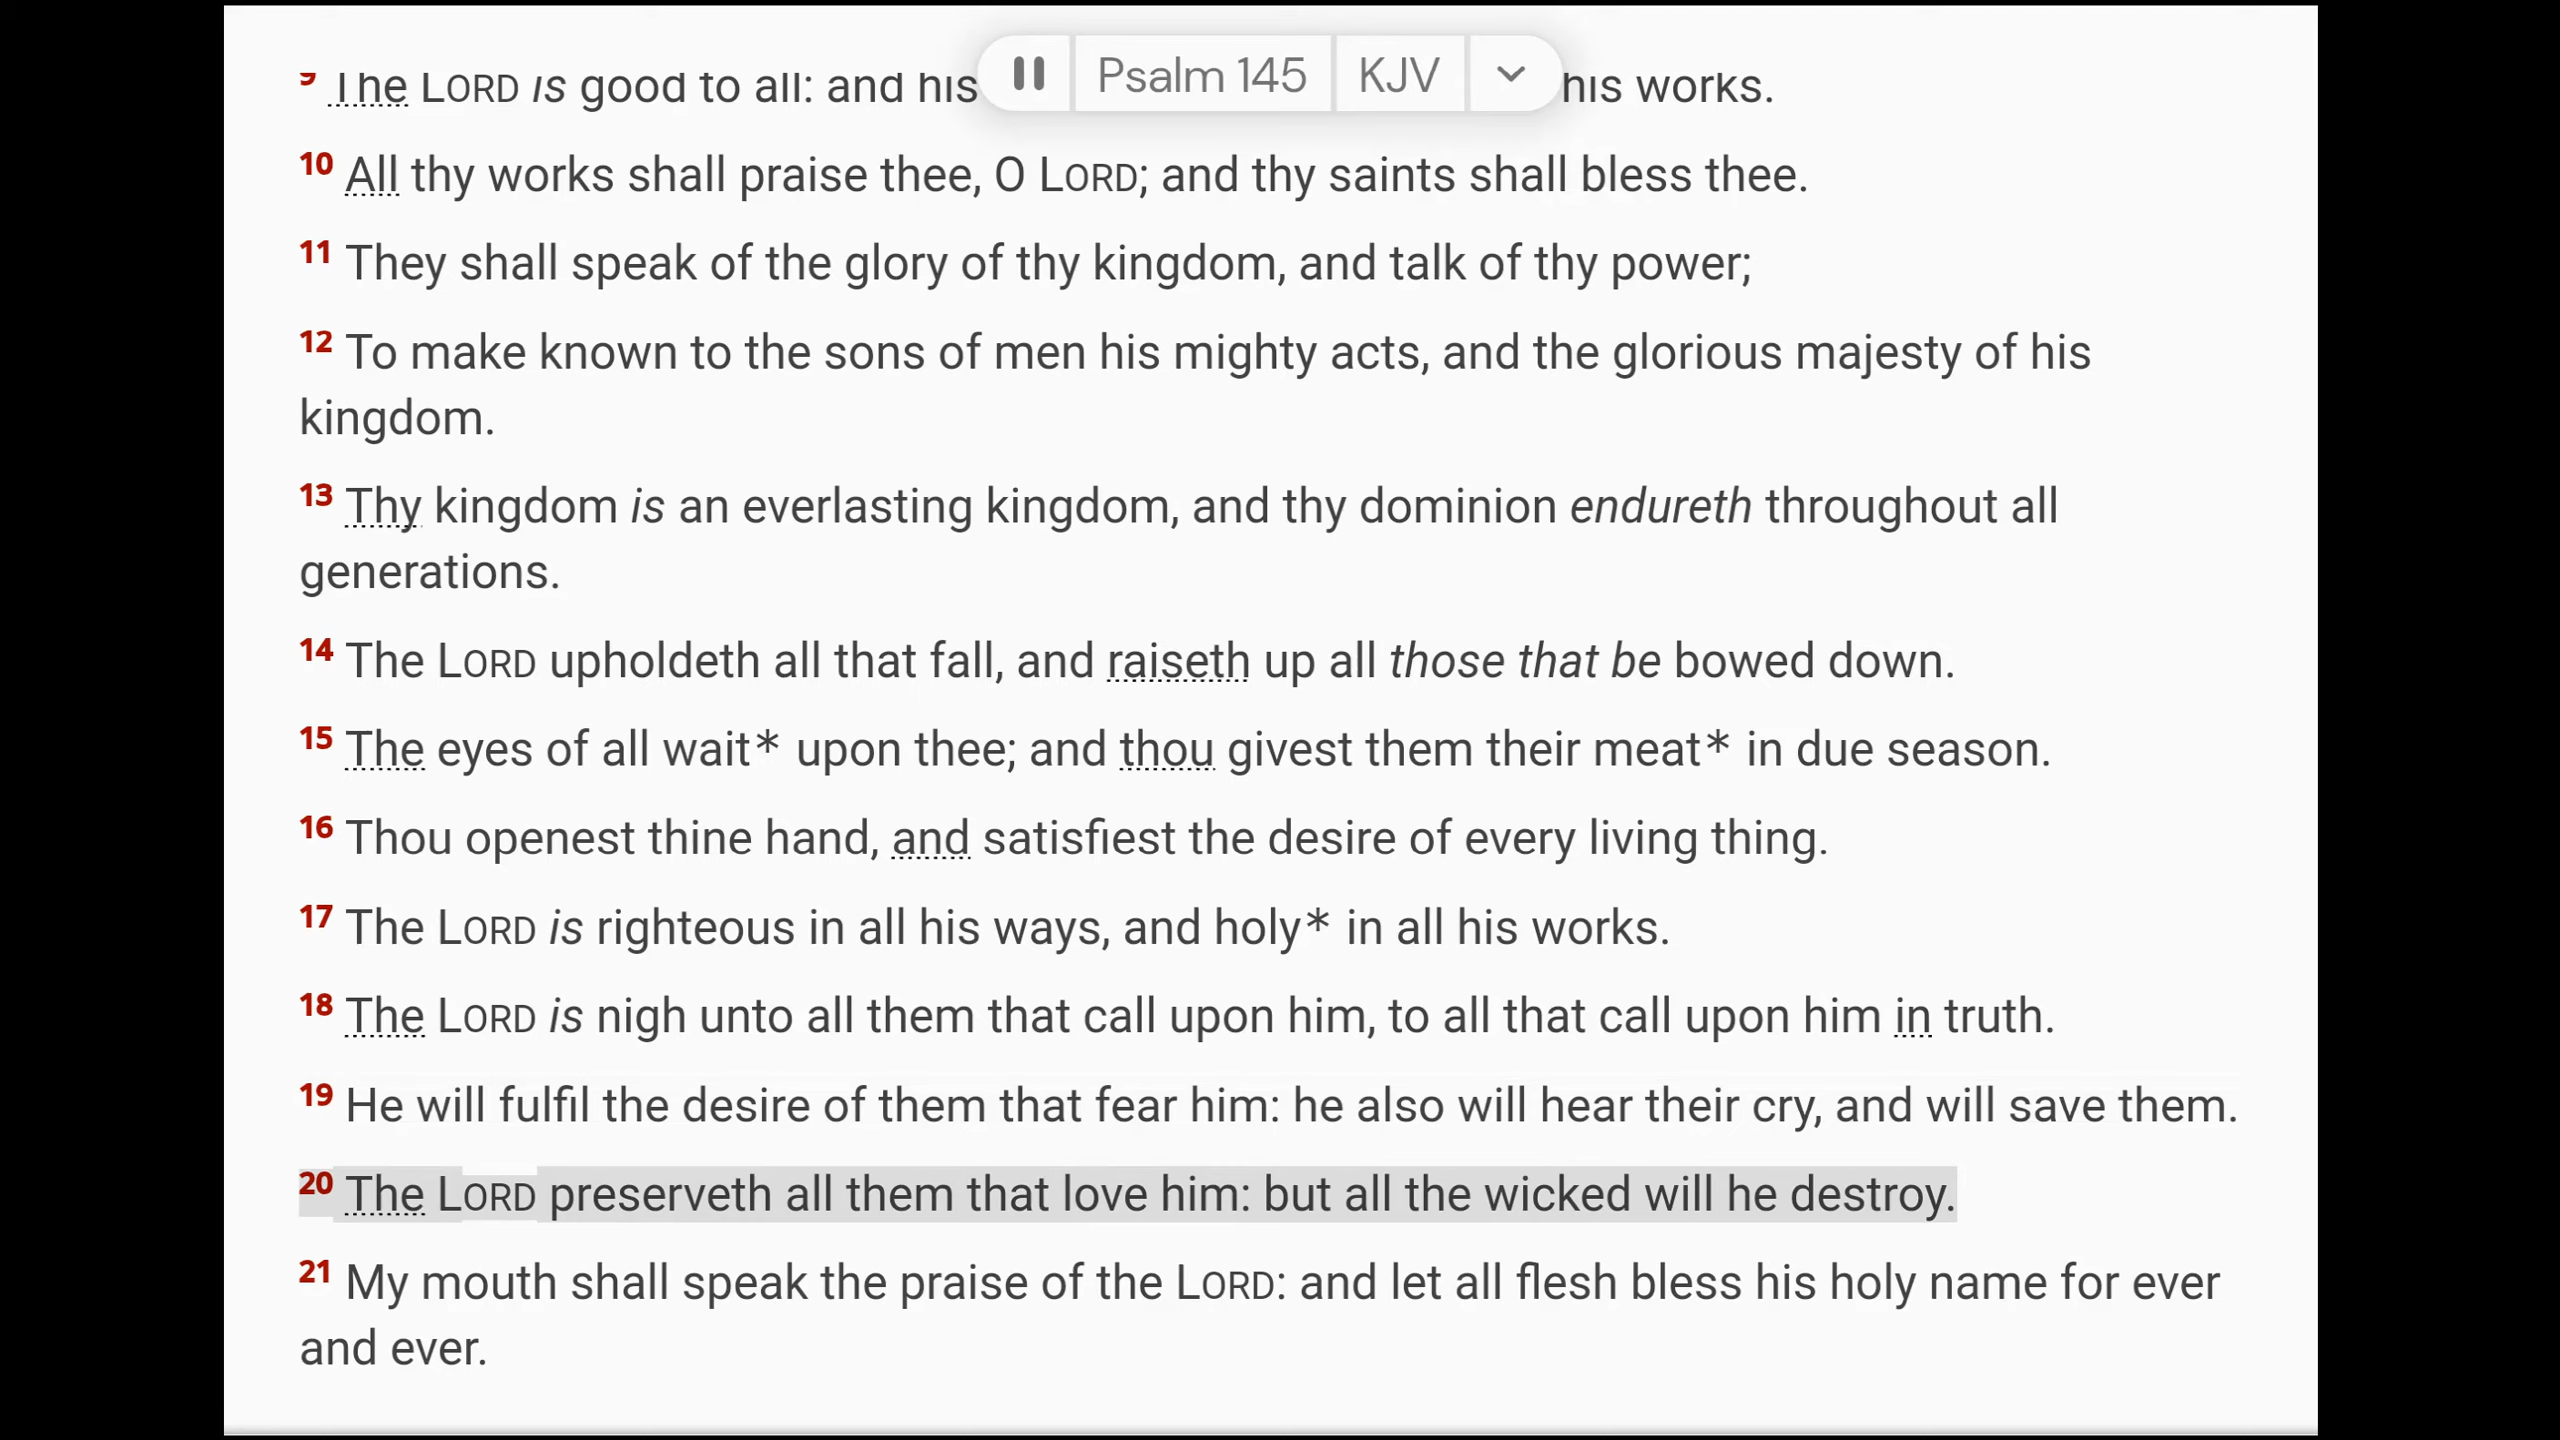 Psalm 145 KJV
9 The LORD is good to all: and his his works.
10 All thy works shall praise thee, O LORD; and thy saints shall bless thee.
11 They shall speak of the glory of thy kingdom, and talk of thy power;
12 To make known to the sons of men his mighty acts, and the glorious majesty of his
kingdom.
13 Thy kingdom is an everlasting kingdom, and thy dominion endureth throughout all
generations.
14 The LORD upholdeth all that fall, and raiseth up all those that be bowed down.
15 The eyes of all wait* upon thee; and thou givest them their meat* in due season.
16 Thou openest thine hand, and satisfiest the desire of every living thing.
17 The LORD is righteous in all his ways, and holy* in all his works.
18 The LORD is nigh unto all them that call upon him, to all that call upon him in truth.
19 He will fulfil the desire of them that fear him: he also will hear their cry, and will save them.
20 The LORD preserveth all them that love him: but all the wicked will he destroy.
21 My mouth shall speak the praise of the LORD: and let all flesh bless his holy name for ever
and ever.